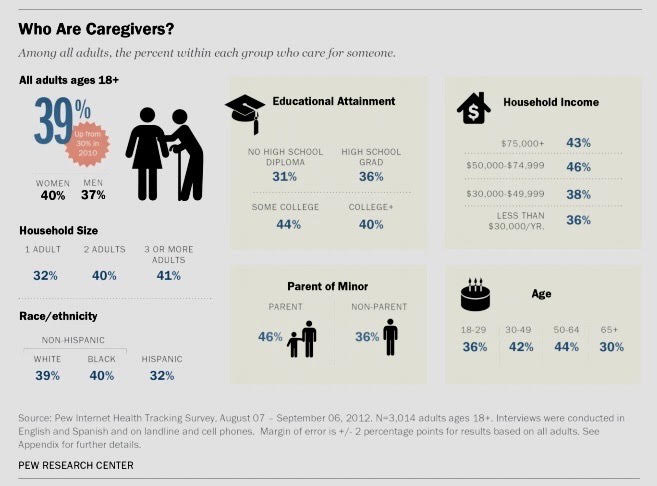 Who Are Caregivers?
Among all adults, the percent within each group who care for someone.
All adults ages 18+
39%
Up from
30% in
2010
WOMEN MEN
40% 37%
Household Size
1 ADULT 2 ADULTS 3 OR MORE
ADULTS
32% 40% 41%
Race/ethnicity
NON-HISPANIC
WHITE BLACK HISPANIC
39% 40% 32%
Educational Attainment
NO HIGH SCHOOL HIGH SCHOOL
DIPLOMA GRAD
31% 36%
SOME COLLEGE COLLEGE+
44% 40%
Parent of Minor
PARENT NON-PARENT
46% 36%
$
Household Income
$75,000+ 43%
$50,000-$74,999 46%
$30,000-$49,999 38%
LESS THAN
$30,000/YR. 36%
Age
18-29 30-49 50-64 65+
36% 42% 44% 30%
Source: Pew Internet Health Tracking Survey, August 07 – September 06, 2012. N=3,014 adults ages 18+. Interviews were conducted in
English and Spanish and on landline and cell phones. Margin of error is +/- 2 percentage points for results based on all adults. See
Appendix for further details.
PEW RESEARCH CENTER